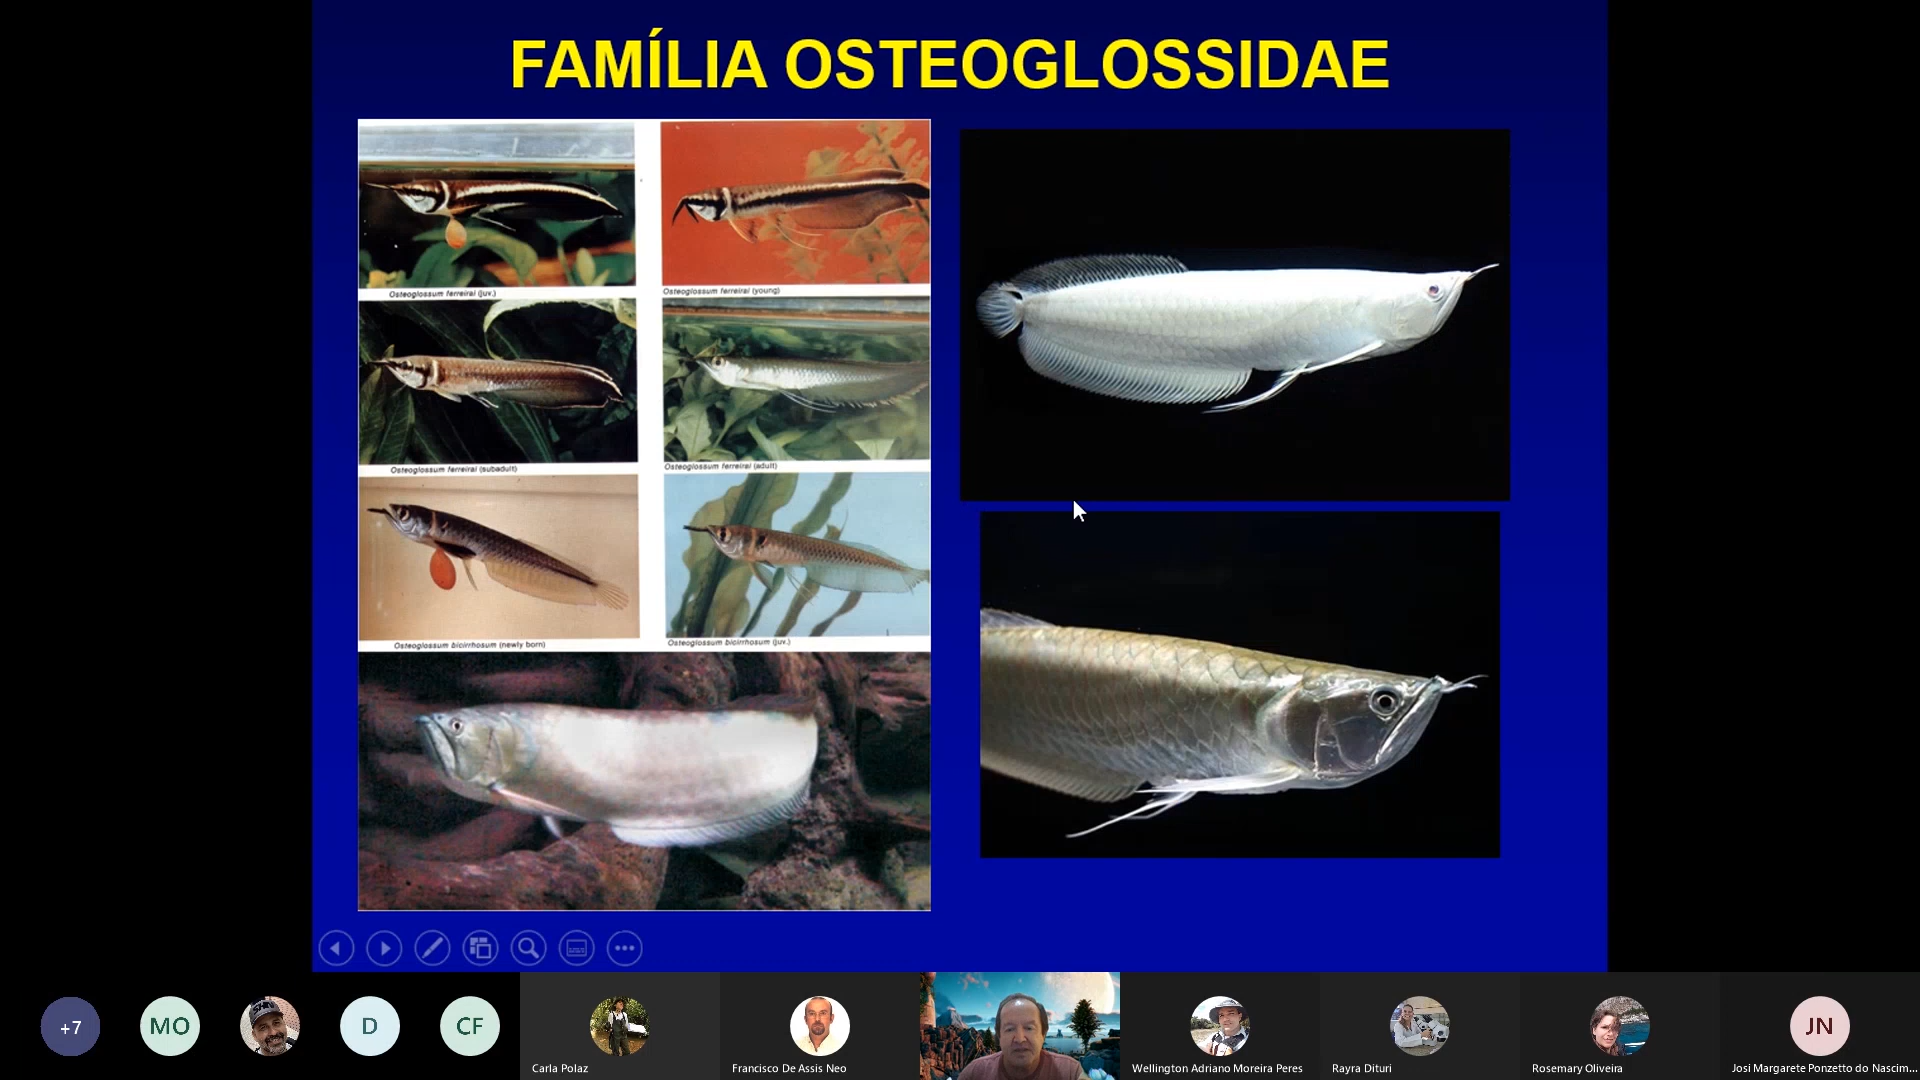 FAMÍLIA OSTEOGLOSSIDAE
Osteoglossum ferreirai (juv.)
Osteoglossum ferreirai (young)
Osteoglossum ferreirai (subadult)
Osteoglossum ferreirai (adult)
Osteoglossum bicirrhosum (newly born)
Osteoglossum bicirrhosum (juv.)
+7
MO
D
CF
Carla Polaz
Francisco De Assis Neo
Wellington Adriano Moreira Peres
Rayra Dituri
Rosemary Oliveira
JN
Josi Margarete Ponzetto do Nascim...